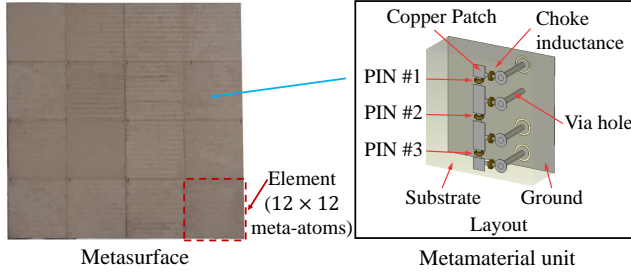 Copper Patch
Choke
inductance
PIN #1
PIN #2
PIN #3
Via hole
Substrate
Ground
Layout
Element
(12 × 12
meta-atoms)
Metasurface
Metamaterial unit